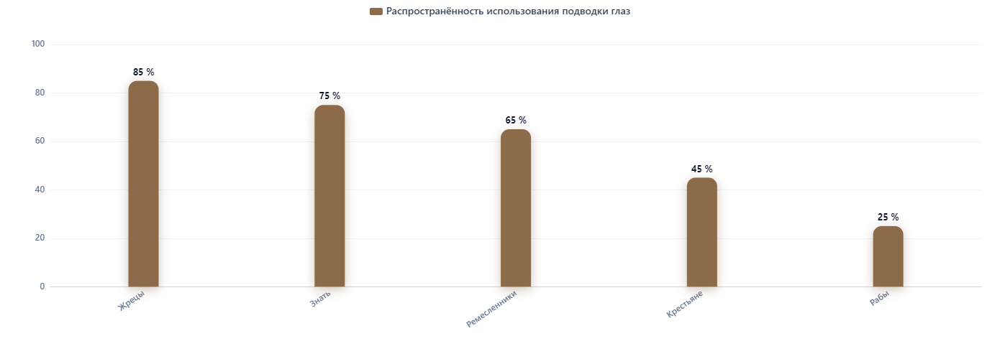 Распространённость использования подводки глаз
100
80
60
40
20
0
85 %
75 %
65 %
45 %
25 %
Жрецы
Знать
Ремесленники
Крестьяне
Рабы